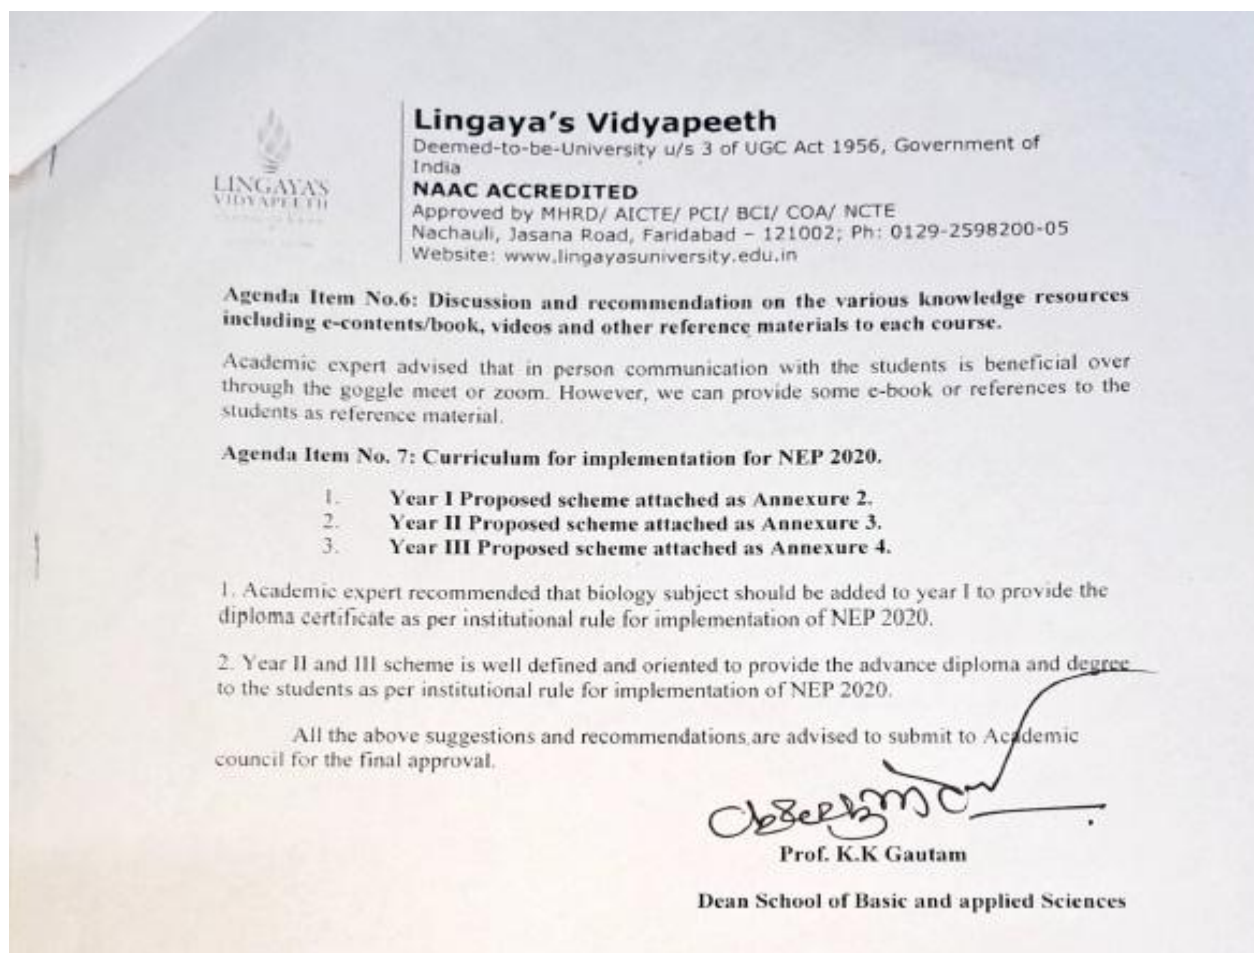 LINGAYA'S
VIDYAPEETH
Lingaya's Vidyapeeth
Deemed-to-be-University u/s 3 of UGC Act 1956, Government of
India
NAAC ACCREDITED
Approved by MHRD/ AICTE/ PCI/ BCI/ COA/ NCTE
Nachauli, Jasana Road, Faridabad – 121002; Ph: 0129-2598200-05
Website: www.lingayasuniversity.edu.in
Agenda Item No.6: Discussion and recommendation on the various knowledge resources
including e-contents/book, videos and other reference materials to each course.
Academic expert advised that in person communication with the students is beneficial over
through the goggle meet or zoom. However, we can provide some e-book or references to the
students as reference material.
Agenda Item No. 7: Curriculum for implementation for NEP 2020.
1. Year I Proposed scheme attached as Annexure 2.
2. Year II Proposed scheme attached as Annexure 3.
3. Year III Proposed scheme attached as Annexure 4.
1. Academic expert recommended that biology subject should be added to year I to provide the
diploma certificate as per institutional rule for implementation of NEP 2020.
2. Year II and III scheme is well defined and oriented to provide the advance diploma and degree
to the students as per institutional rule for implementation of NEP 2020.
All the above suggestions and recommendations are advised to submit to Academic
council for the final approval.
Prof. K.K Gautam
Dean School of Basic and applied Sciences